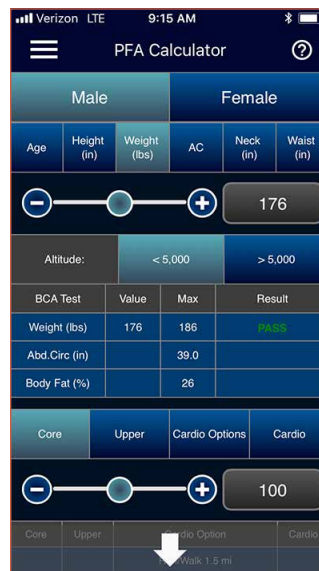 Verizon LTE 9:15 AM
PFA Calculator ?
Male Female
Age Height (in) Weight (lbs) AC Neck (in) Waist (in)
176
Altitude: < 5,000 > 5,000
BCA Test Value Max Result
Weight (lbs) 176 186 PASS
Abd.Circ (in) 39.0
Body Fat (%) 26
Core Upper Cardio Options Cardio
100
Core Upper Cardio Option Cardio
Run/Walk 1.5 mi